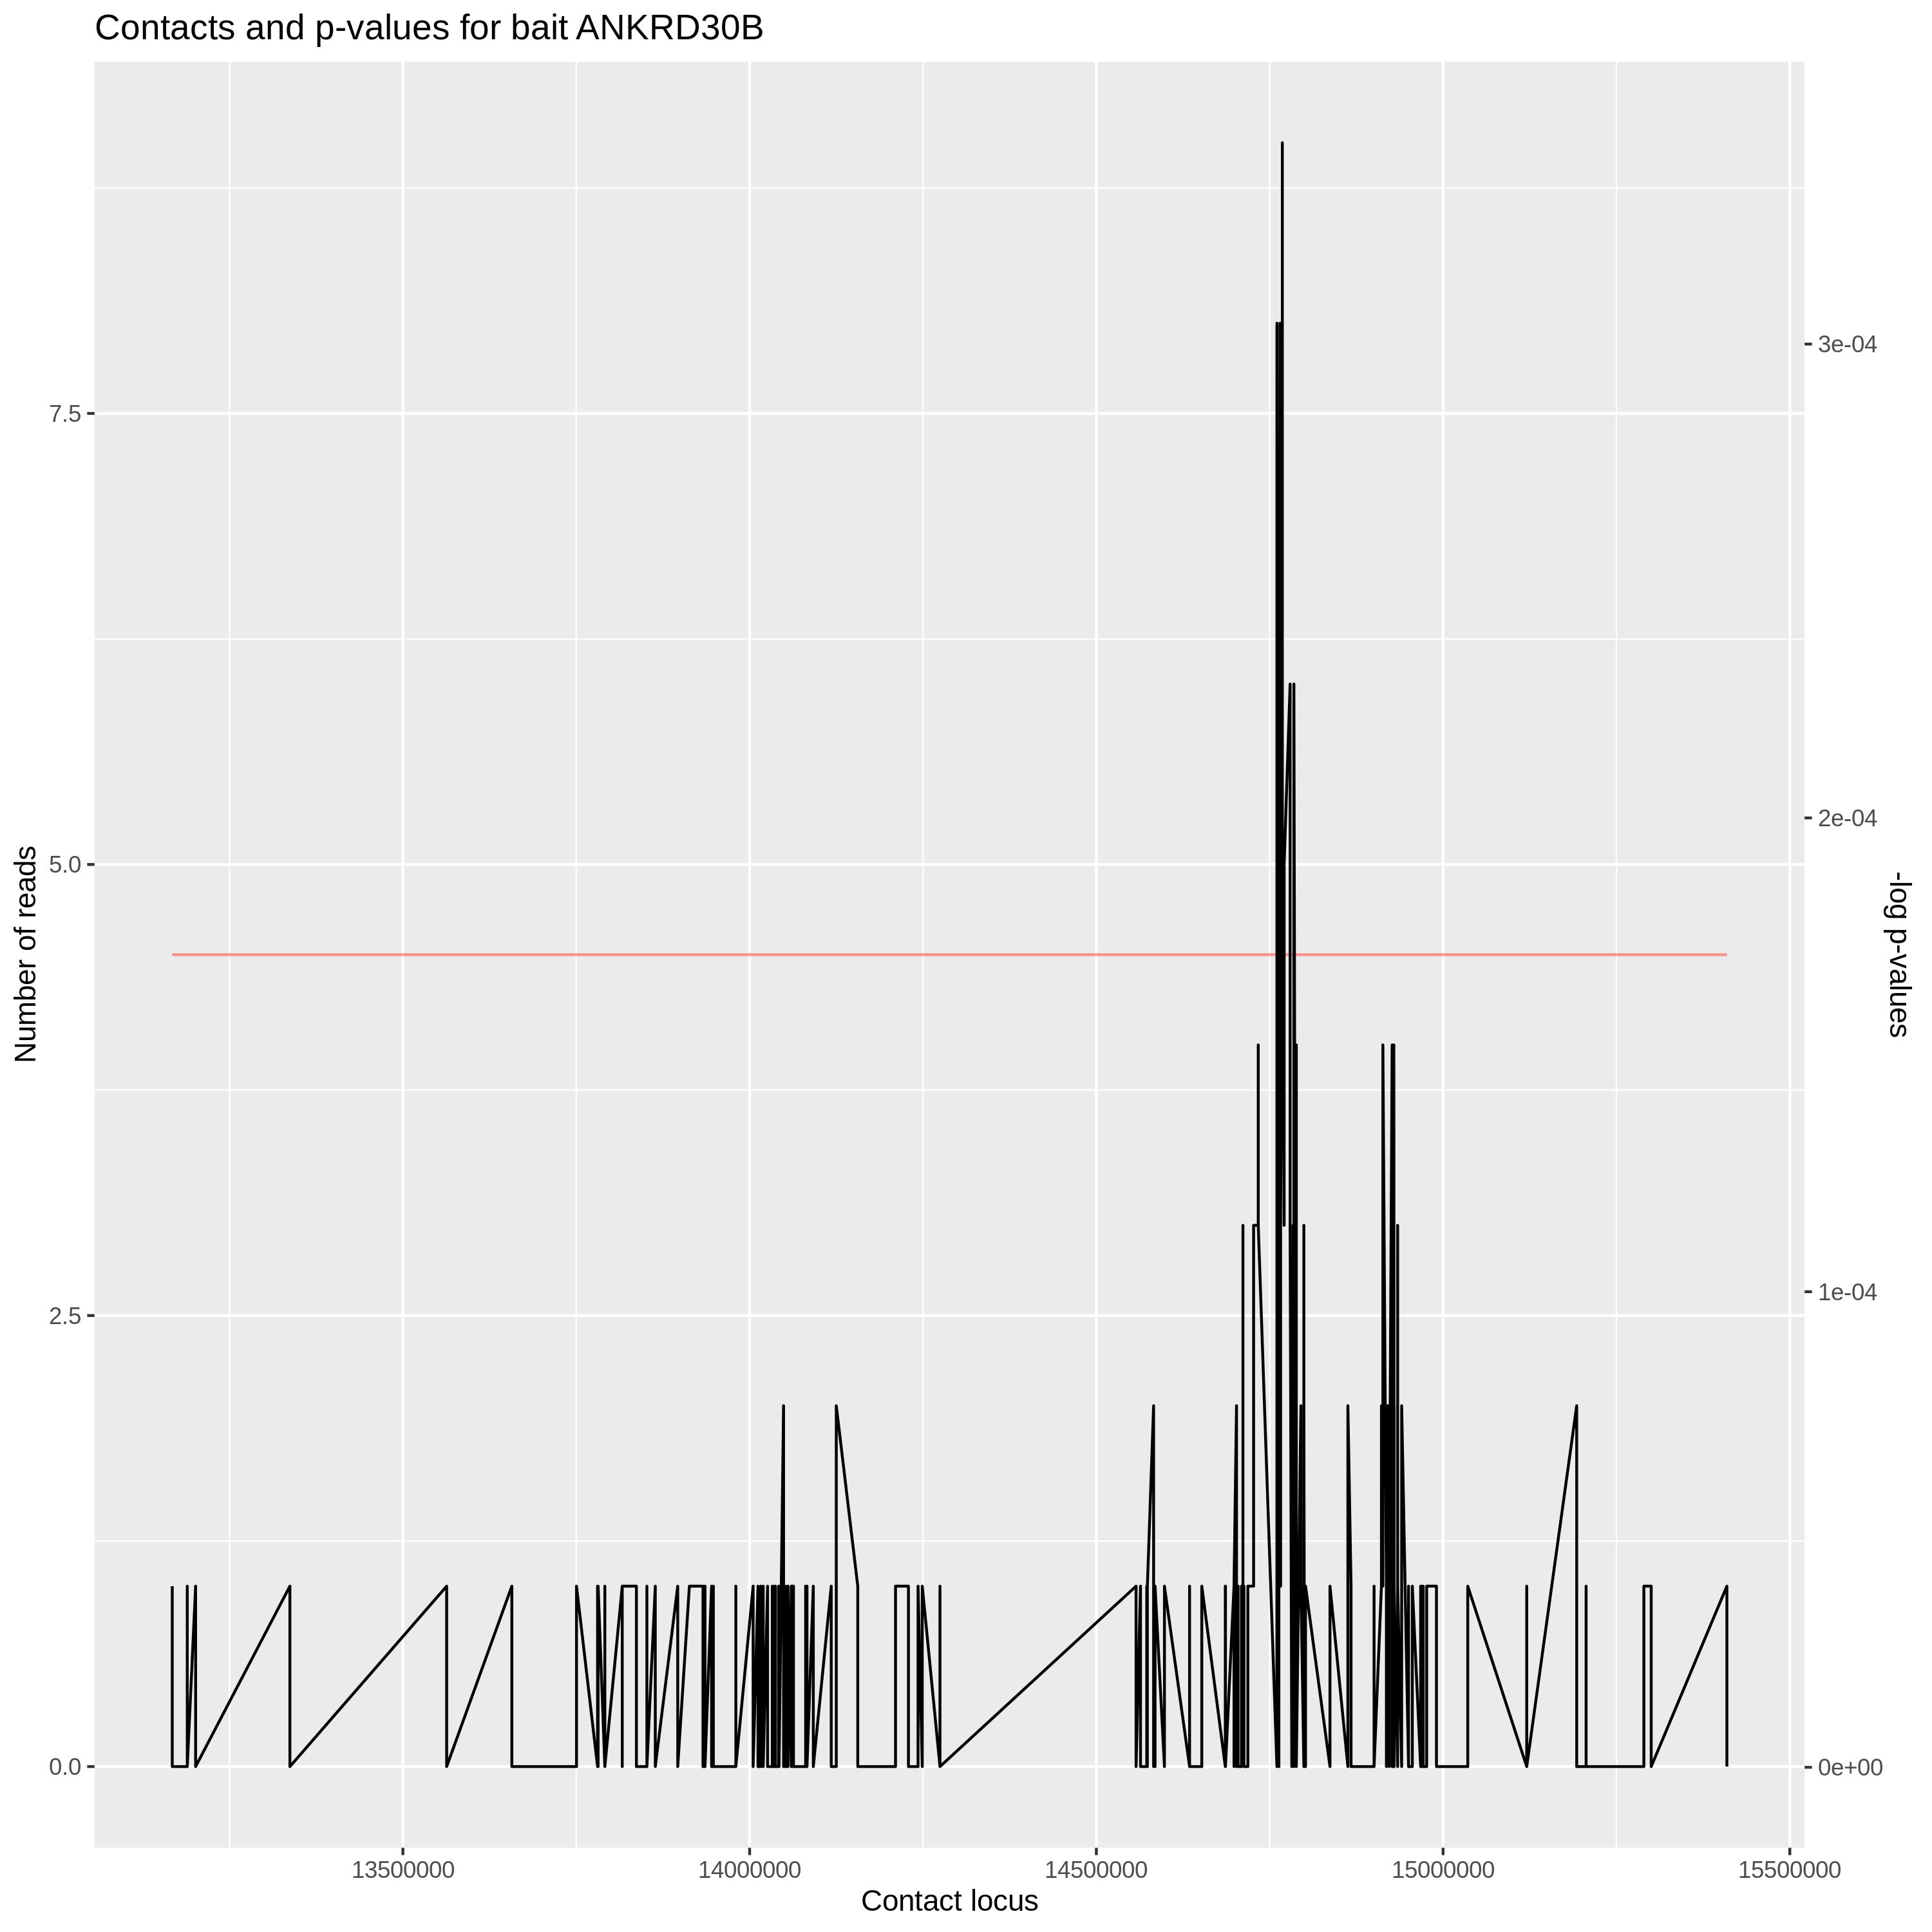 Contacts and p-values for bait ANKRD30B
7.5
5.0
2.5
0.0
Number of reads
3e-04
2e-04
1e-04
0e+00
-log p-values
13500000 14000000 14500000 15000000 15500000
Contact locus